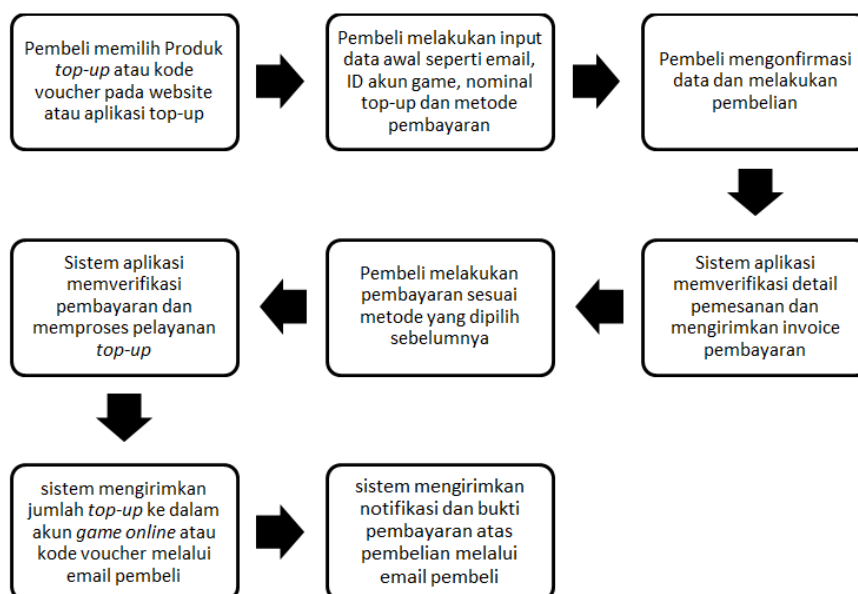 Pembeli memilih Produk
top-up atau kode
voucher pada website
atau aplikasi top-up
Pembeli melakukan input
data awal seperti email,
ID akun game, nominal
top-up dan metode
pembayaran
Pembeli mengonfirmasi
data dan melakukan
pembelian
Sistem aplikasi
memverifikasi detail
pemesanan dan
mengirimkan invoice
pembayaran
Pembeli melakukan
pembayaran sesuai
metode yang dipilih
sebelumnya
Sistem aplikasi
memverifikasi
pembayaran dan
memproses pelayanan
top-up
sistem mengirimkan
jumlah top-up ke dalam
akun game online atau
kode voucher melalui
email pembeli
sistem mengirimkan
notifikasi dan bukti
pembayaran atas
pembelian melalui
email pembeli